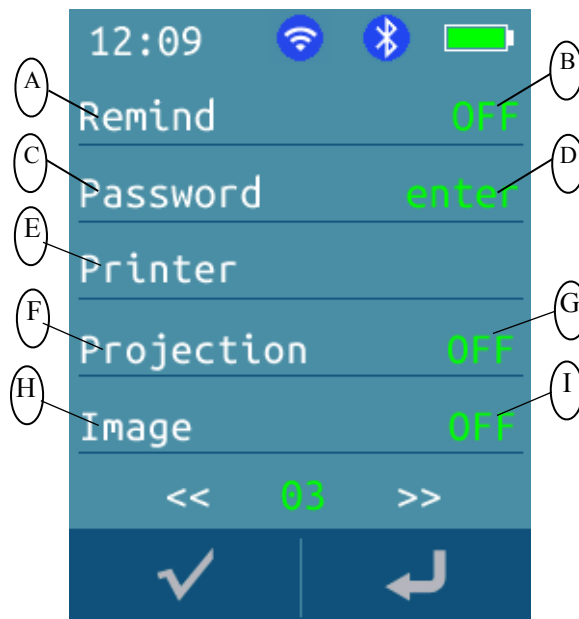 12:09
A Remind OFF B
C Password enter D
E Printer
F Projection OFF G
H Image OFF I
<< 03 >>